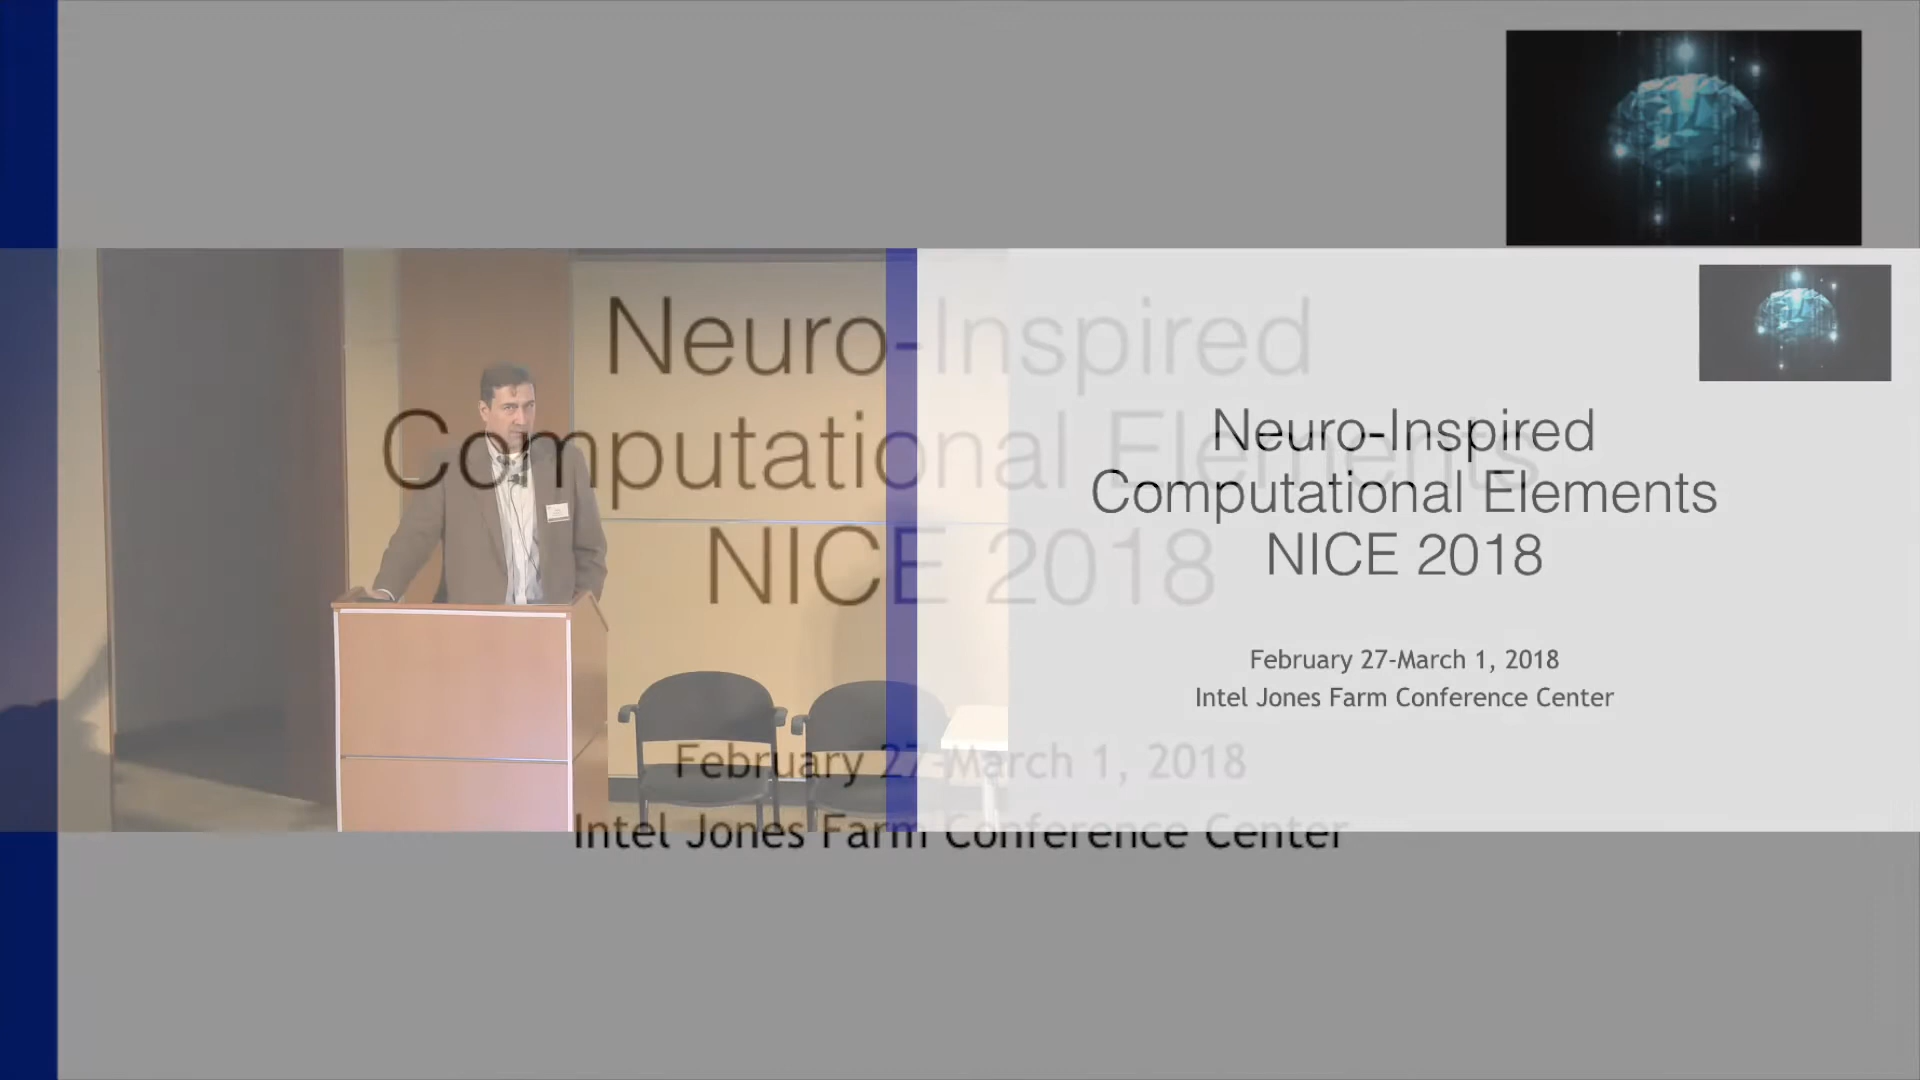 Neuro-Inspired
Computational Elements
NICE 2018
February 27-March 1, 2018
Intel Jones Farm Conference Center
Neuro-Inspired
Computational Elements
NICE 2018
February 27-March 1, 2018
Intel Jones Farm Conference Center